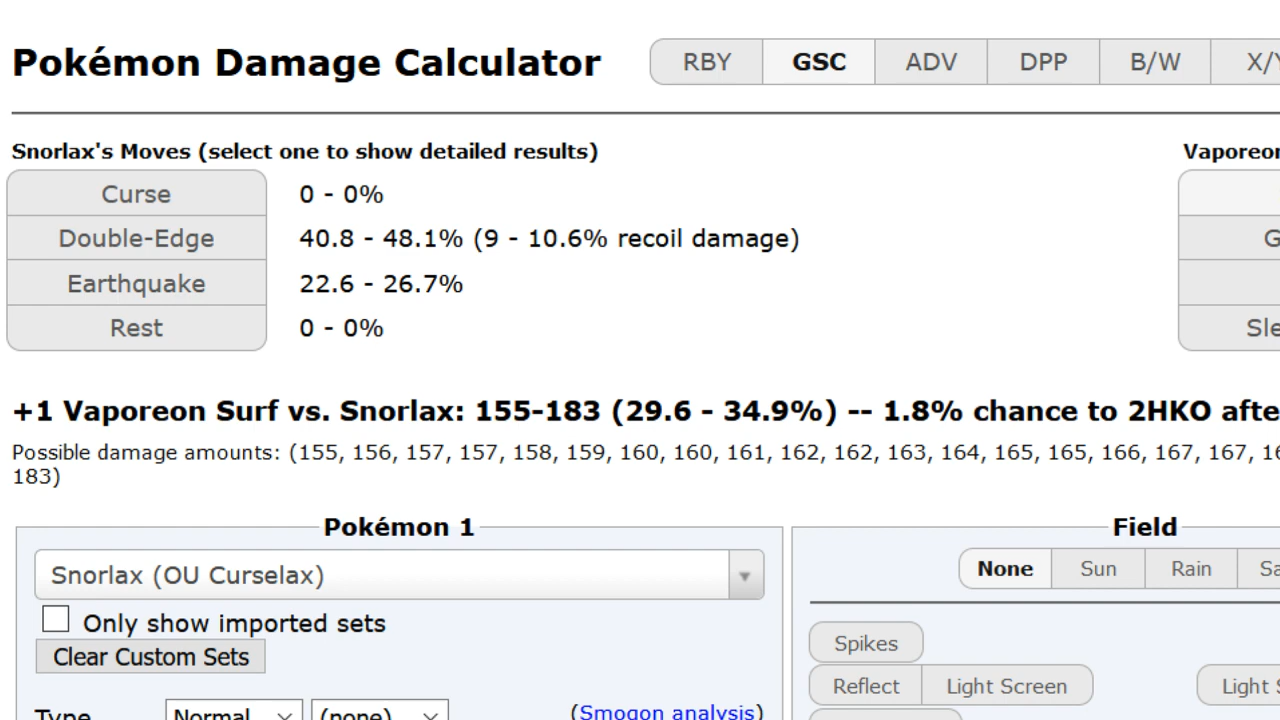 Pokémon Damage Calculator
RBY GSC ADV DPP B/W
Snorlax's Moves (select one to show detailed results)
Curse 0 - 0%
Double-Edge 40.8 - 48.1% (9 - 10.6% recoil damage)
Earthquake 22.6 - 26.7%
Rest 0 - 0%
+1 Vaporeon Surf vs. Snorlax: 155-183 (29.6 - 34.9%) -- 1.8% chance to 2HKO
Possible damage amounts: (155, 156, 157, 157, 158, 159, 160, 160, 161, 162, 162, 163, 164, 165, 165, 166, 167, 167,
183)
Pokémon 1
Snorlax (OU Curselax)
Only show imported sets
Clear Custom Sets
Type Normal (none) (Smogon analysis)
Field
None Sun Rain
Spikes
Reflect Light Screen Light